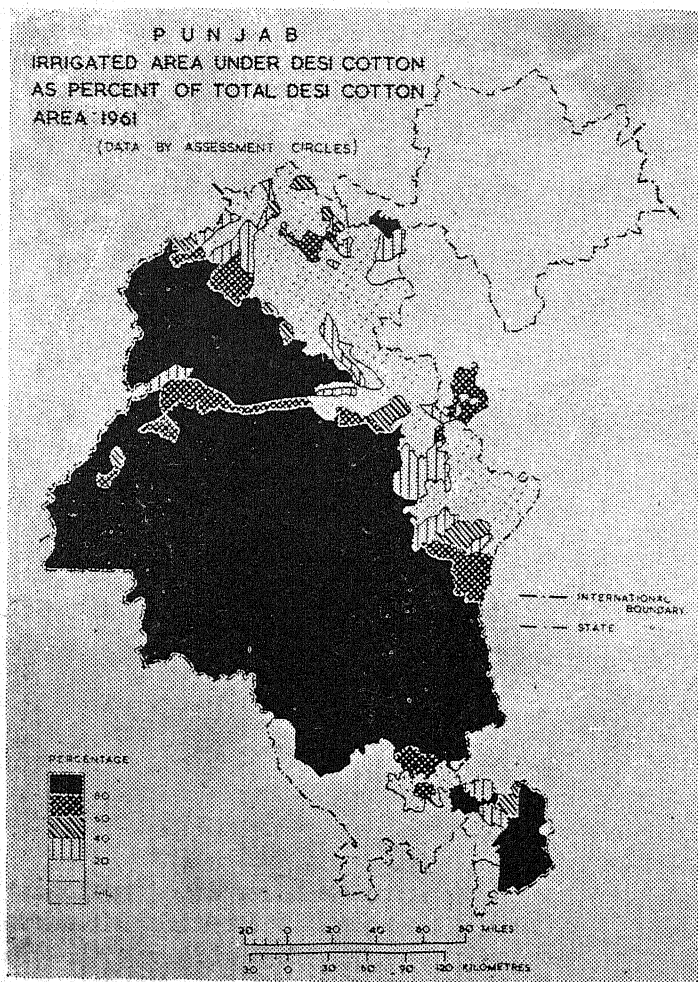 PUNJAB
IRRIGATED AREA UNDER DESI COTTON
AS PERCENT OF TOTAL DESI COTTON
AREA 1961
(DATA BY ASSESSMENT CIRCLES)
INTERNATIONAL
BOUNDARY
STATE "
PERCENTAGE
80
60
40
20
NIL
20 0 20 40 60 80 MILES
30 0 30 60 90 120 KILOMETRES